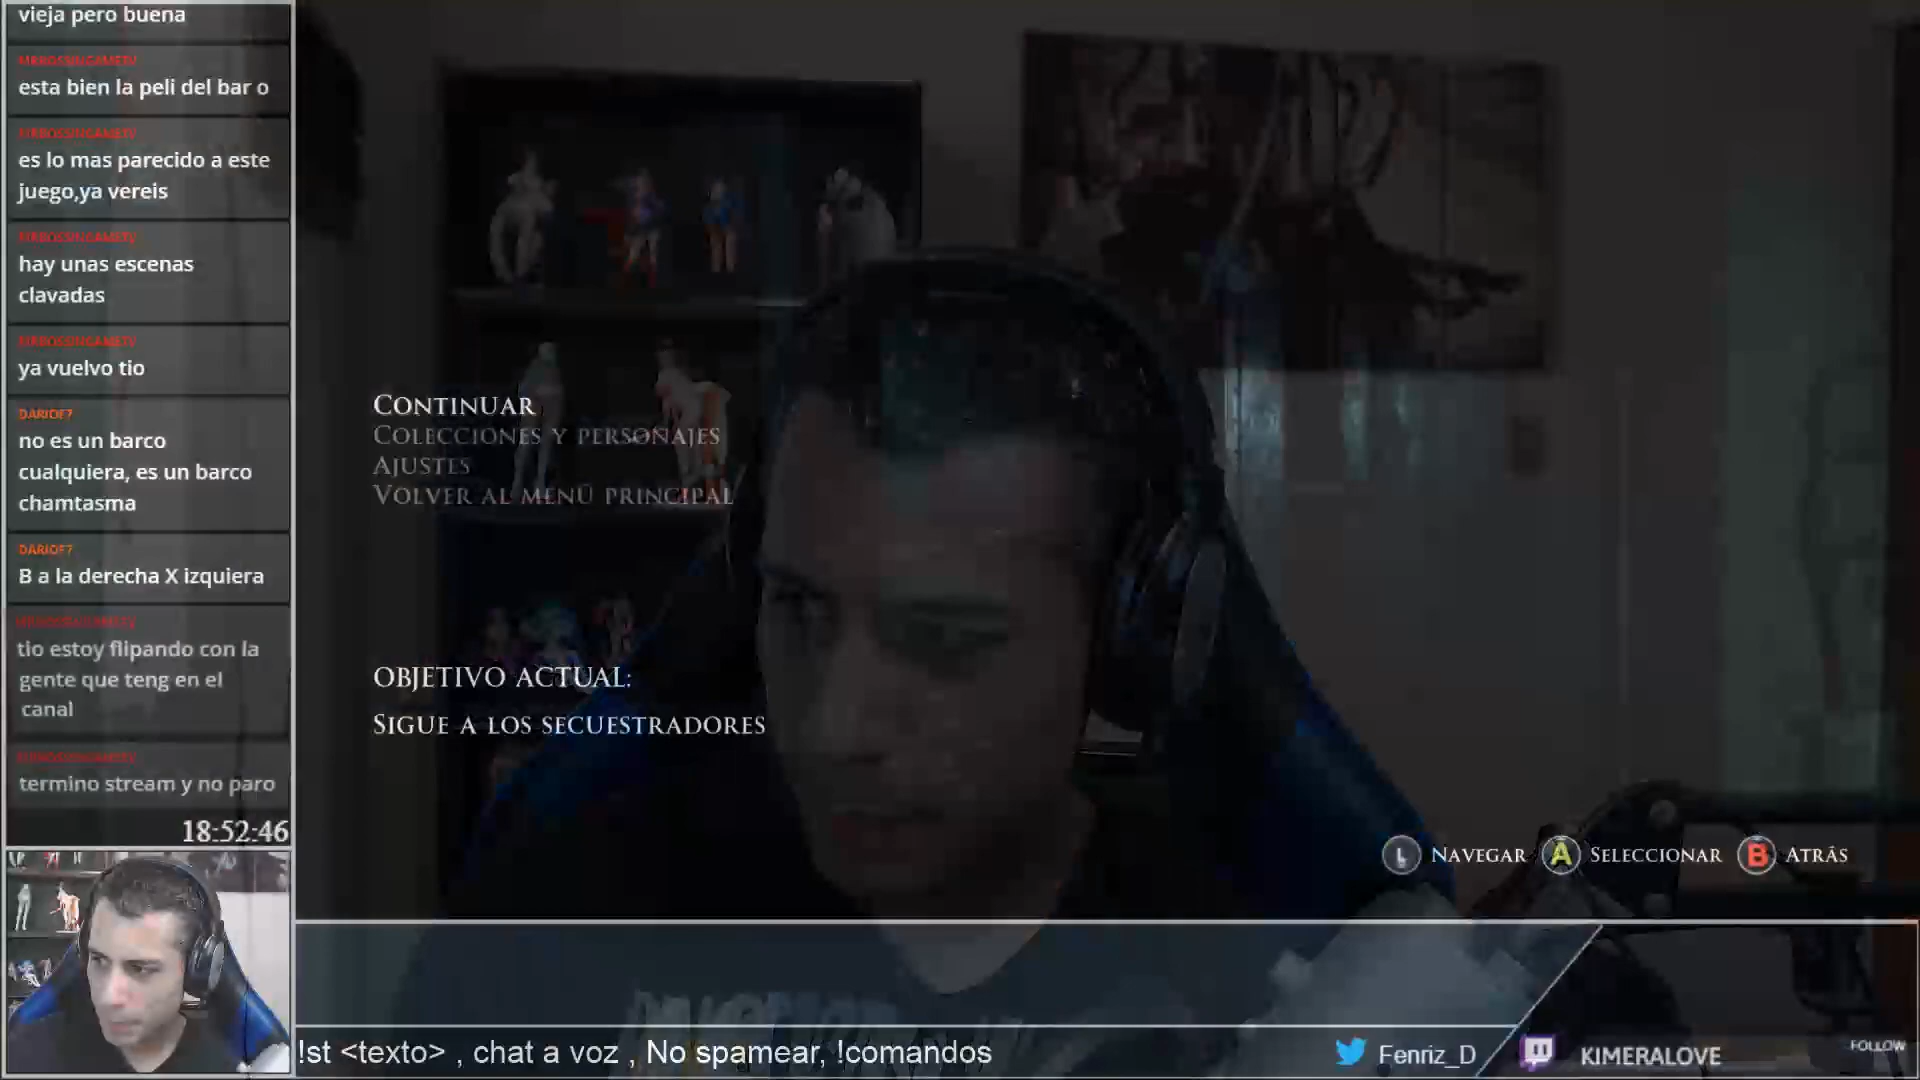 vieja pero buena
esta bien la peli del bar o
es lo mas parecido a este
juego,ya vereis
hay unas escenas
clavadas
ya vuelvo tio
DARIOF7
no es un barco
cualquiera, es un barco
chamtasma
DARIOF7
B a la derecha X izquiera
tio estoy flipando con la
gente que teng en el
canal
termino stream y no paro
18:52:46
CONTINUAR
COLECCIONES Y PERSONAJES
AJUSTES
VOLVER AL MENÚ PRINCIPAL
OBJETIVO ACTUAL:
SIGUE A LOS SECUESTRADORES
L NAVEGAR A SELECCIONAR B ATRÁS
!st <texto> , chat a voz , No spamear, !comandos
Fenriz_D
KIMERALOVE
FOLLOW